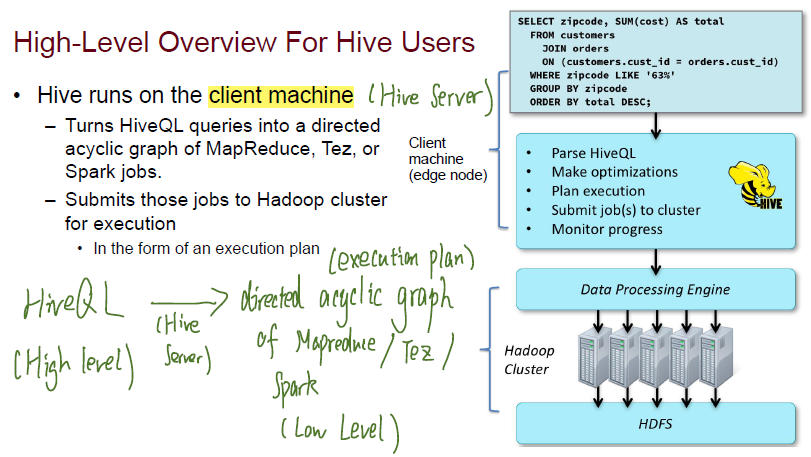 High-Level Overview For Hive Users
• Hive runs on the client machine (Hive Server)
– Turns HiveQL queries into a directed
acyclic graph of MapReduce, Tez, or
Spark jobs.
– Submits those jobs to Hadoop cluster
for execution
• In the form of an execution plan
(execution plan)
HiveQL
(High level)
(Hive
Server)
directed acyclic graph
of Mapreduce / Tez /
Spark
(Low Level)
SELECT zipcode, SUM(cost) AS total
FROM customers
JOIN orders
ON (customers.cust_id = orders.cust_id)
WHERE zipcode LIKE '63%'
GROUP BY zipcode
ORDER BY total DESC;
Client
machine
(edge node)
• Parse HiveQL
• Make optimizations
• Plan execution
• Submit job(s) to cluster
• Monitor progress
HIVE
Data Processing Engine
Hadoop
Cluster
HDFS